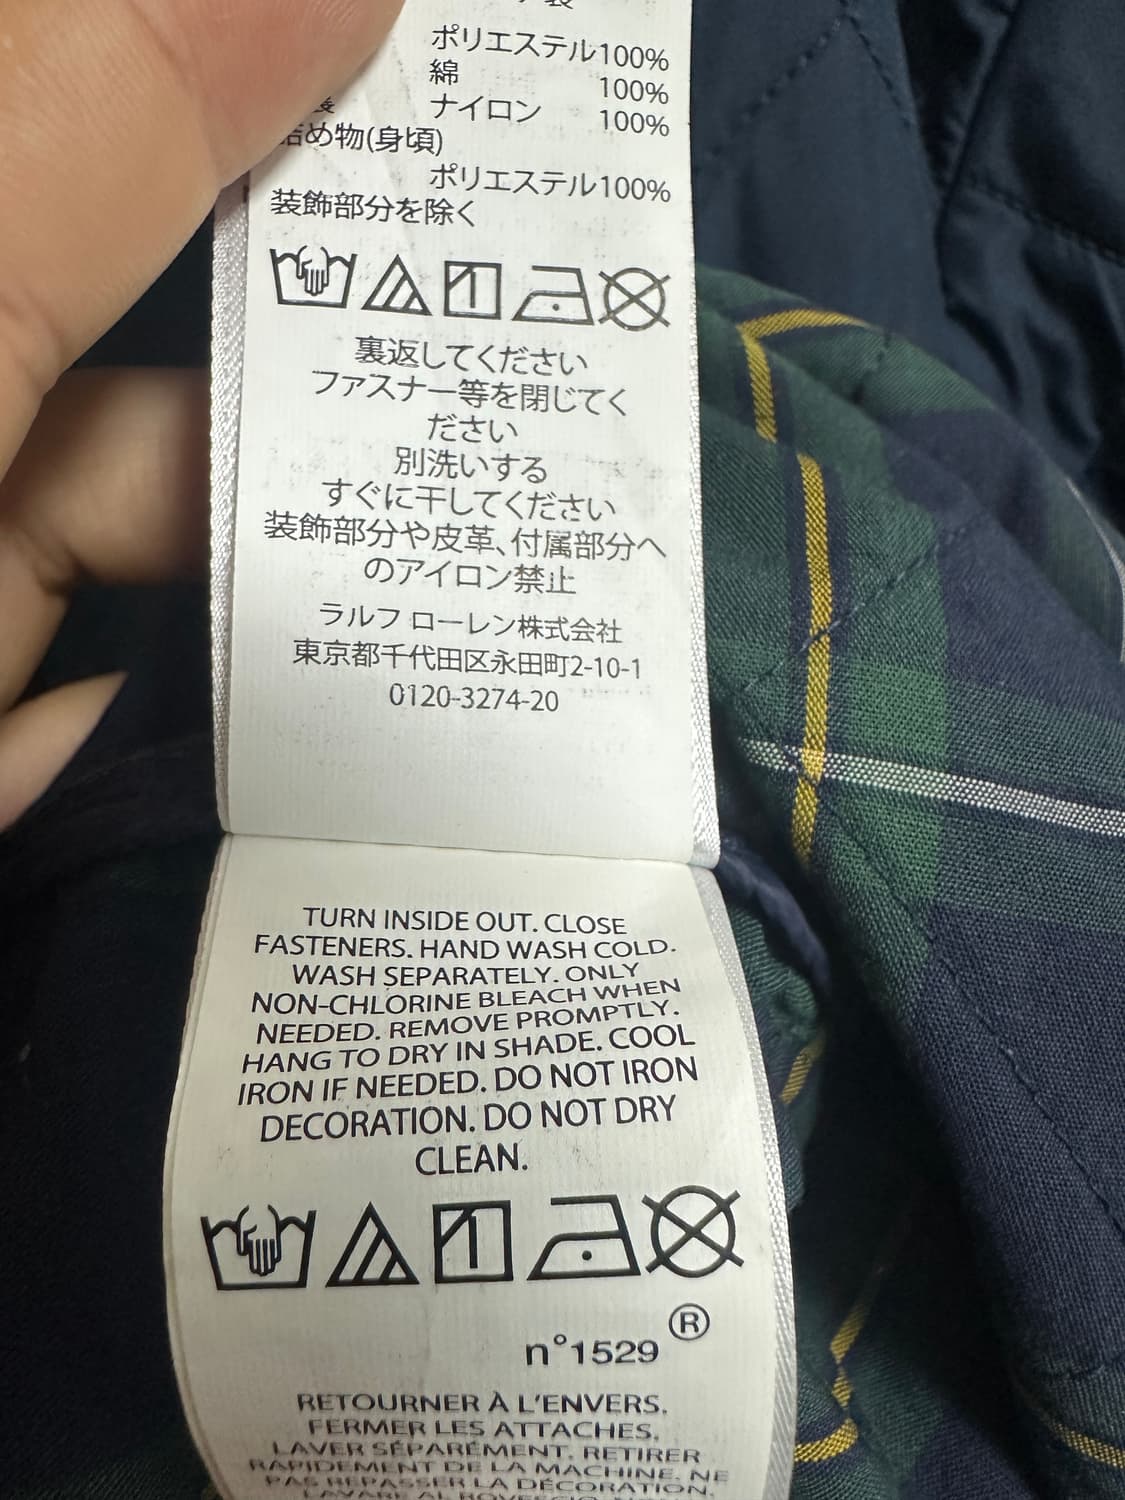 ポリエステル100%
綿 100%
ナイロン 100%
詰め物(身頃)
ポリエステル100%
装飾部分を除く
裏返してください
ファスナー等を閉じてく
ださい
別洗いする
すぐに干してください
装飾部分や皮革、付属部分へ
のアイロン禁止
ラルフ ローレン株式会社
東京都千代田区永田町2-10-1
0120-3274-20
TURN INSIDE OUT. CLOSE
FASTENERS. HAND WASH COLD.
WASH SEPARATELY. ONLY
NON-CHLORINE BLEACH WHEN
NEEDED. REMOVE PROMPTLY.
HANG TO DRY IN SHADE. COOL
IRON IF NEEDED. DO NOT IRON
DECORATION. DO NOT DRY
CLEAN.
®
n°1529
RETOURNER À L'ENVERS.
FERMER LES ATTACHES.
LAVER SÉPARÉMENT. RETIRER
RAPIDEMENT DE LA MACHINE. NE
PAS REPASSER LA DÉCORATION.